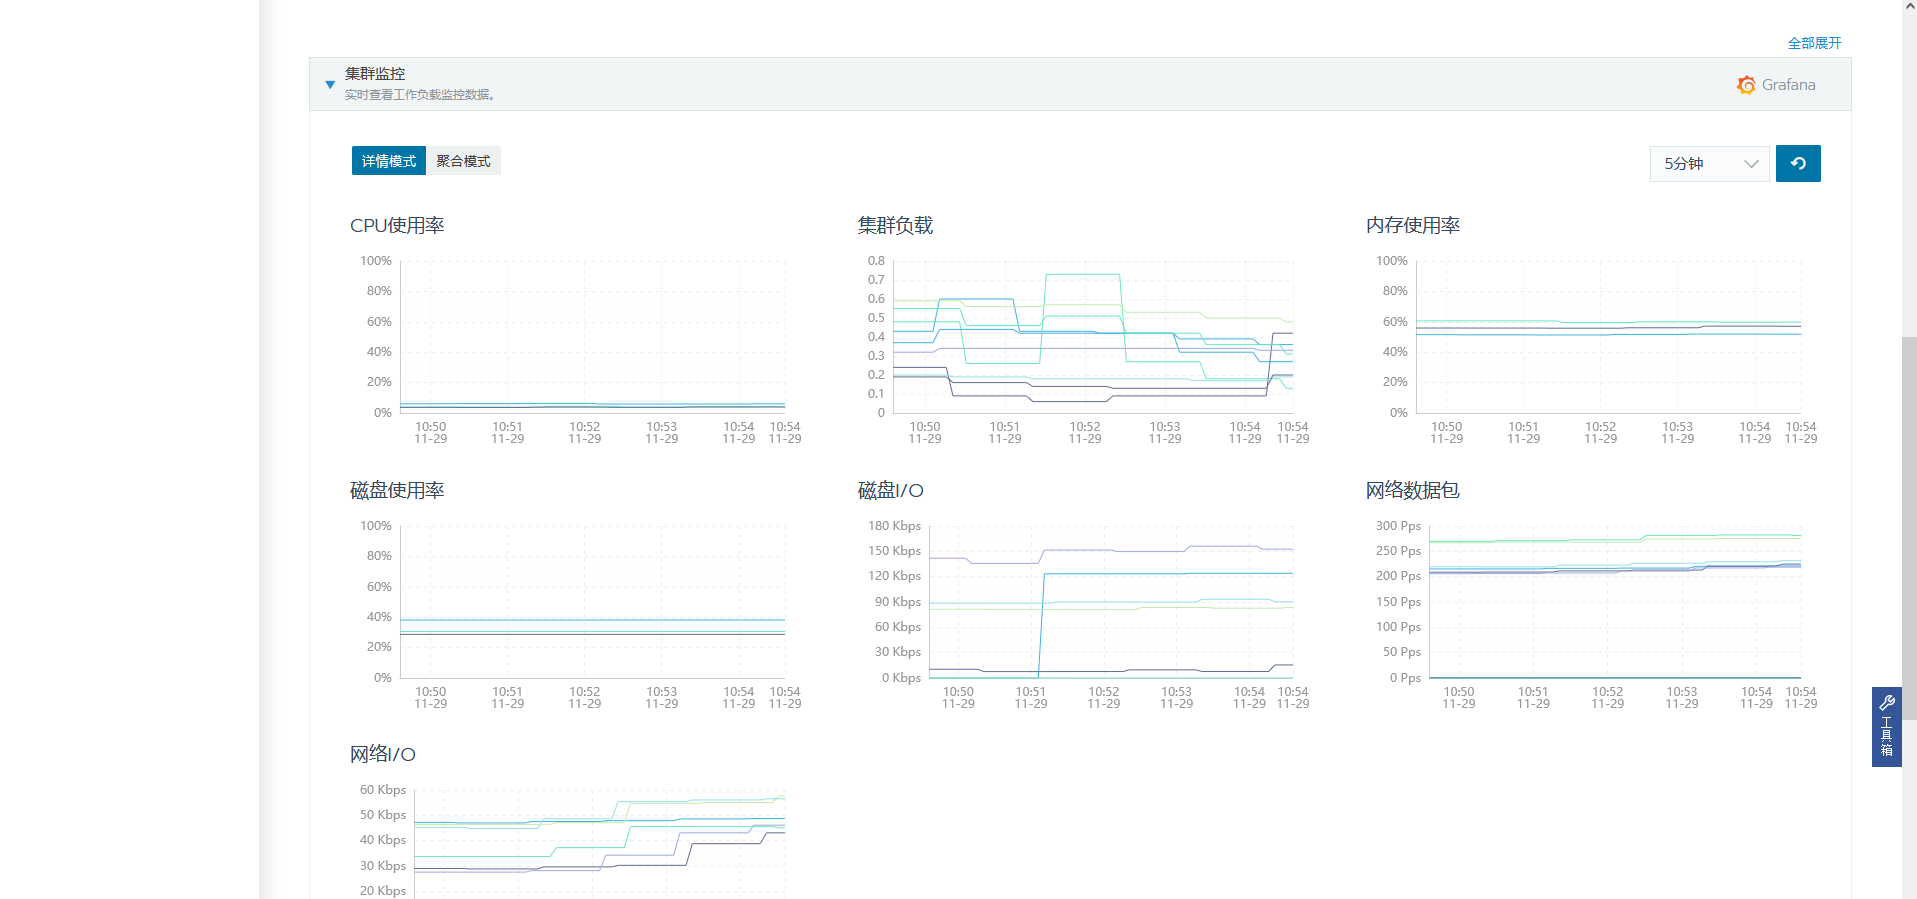 全部展开
集群监控
实时查看工作负载监控数据。
Grafana
详情模式 聚合模式
5分钟
CPU使用率
100%
80%
60%
40%
20%
0%
10:50 10:51 10:52 10:53 10:54 10:54
11-29 11-29 11-29 11-29 11-29 11-29
集群负载
0.8
0.7
0.6
0.5
0.4
0.3
0.2
0.1
0
10:50 10:51 10:52 10:53 10:54 10:54
11-29 11-29 11-29 11-29 11-29 11-29
内存使用率
100%
80%
60%
40%
20%
0%
10:50 10:51 10:52 10:53 10:54 10:54
11-29 11-29 11-29 11-29 11-29 11-29
磁盘使用率
100%
80%
60%
40%
20%
0%
10:50 10:51 10:52 10:53 10:54 10:54
11-29 11-29 11-29 11-29 11-29 11-29
磁盘I/O
180 Kbps
150 Kbps
120 Kbps
90 Kbps
60 Kbps
30 Kbps
0 Kbps
10:50 10:51 10:52 10:53 10:54 10:54
11-29 11-29 11-29 11-29 11-29 11-29
网络数据包
300 Pps
250 Pps
200 Pps
150 Pps
100 Pps
50 Pps
0 Pps
10:50 10:51 10:52 10:53 10:54 10:54
11-29 11-29 11-29 11-29 11-29 11-29
网络I/O
60 Kbps
50 Kbps
40 Kbps
30 Kbps
20 Kbps
工具箱